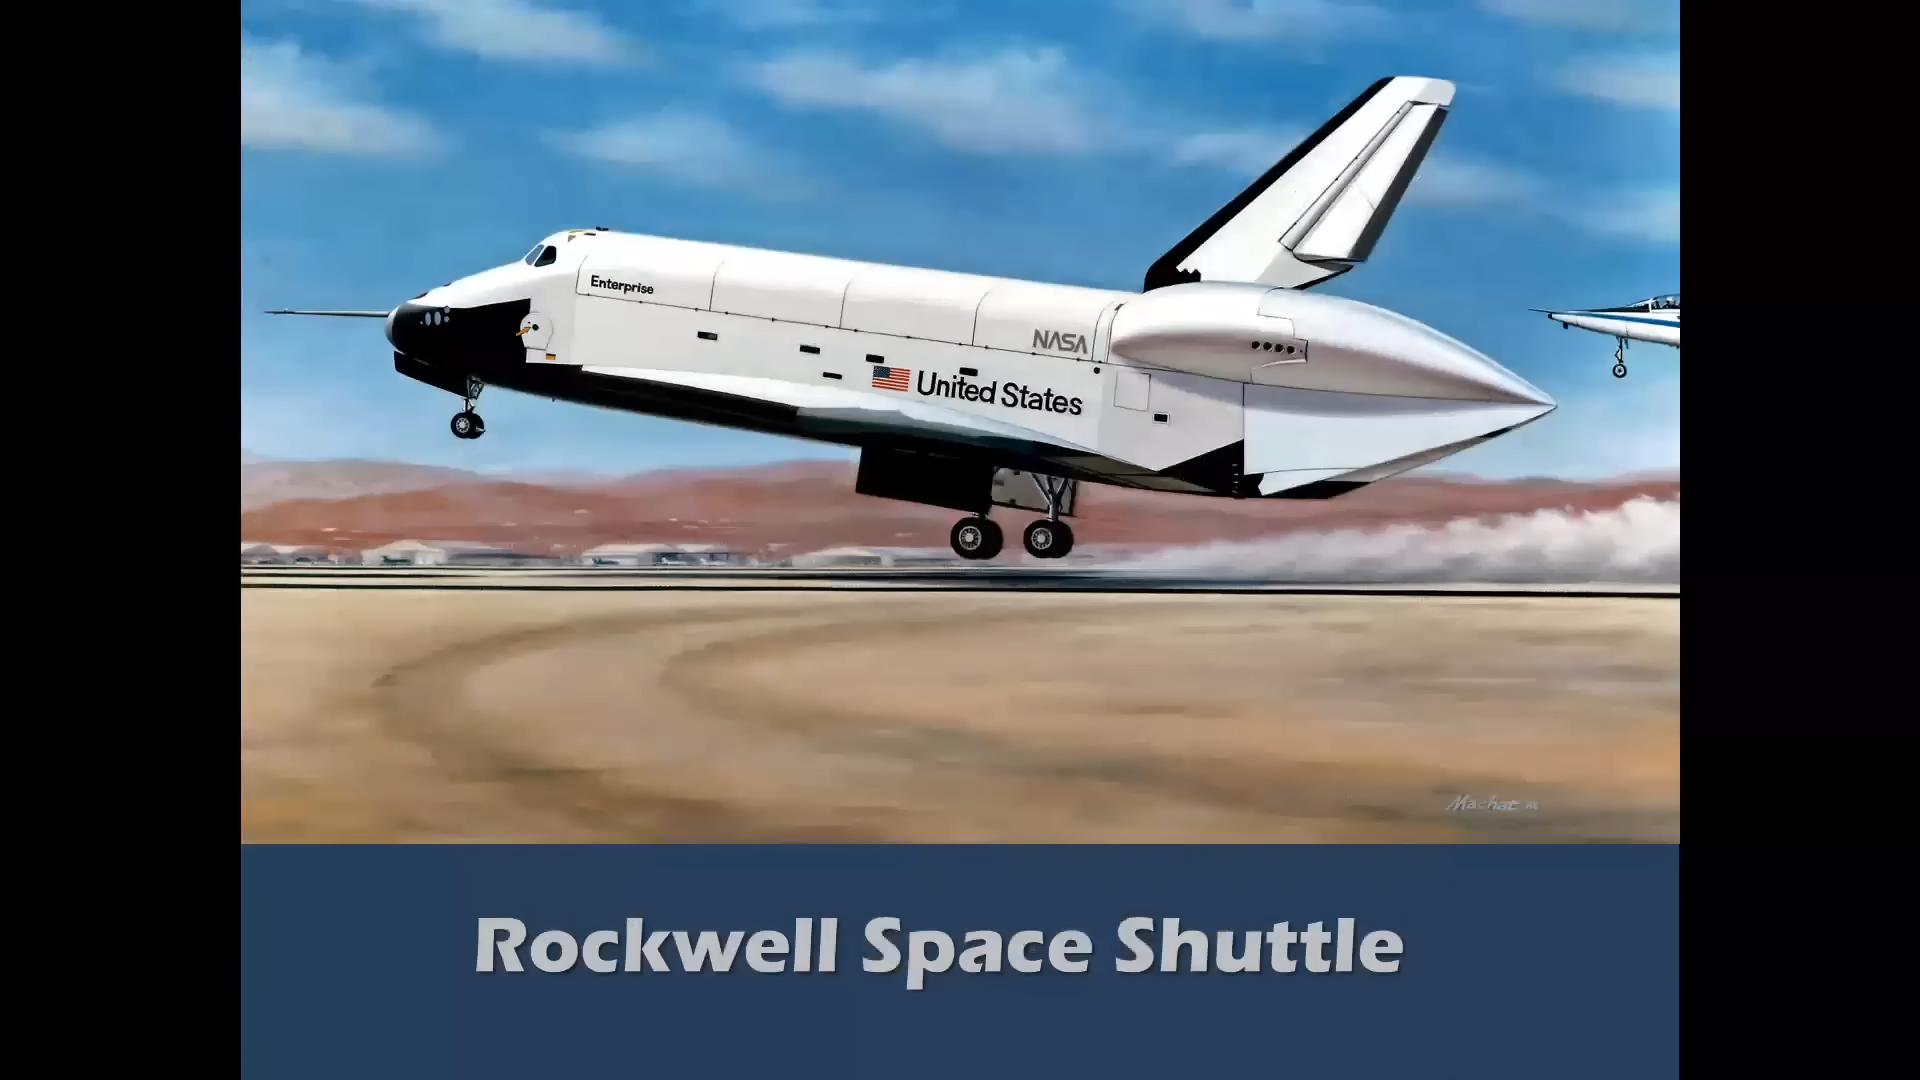 Enterprise
NASA
United States
Machat
Rockwell Space Shuttle